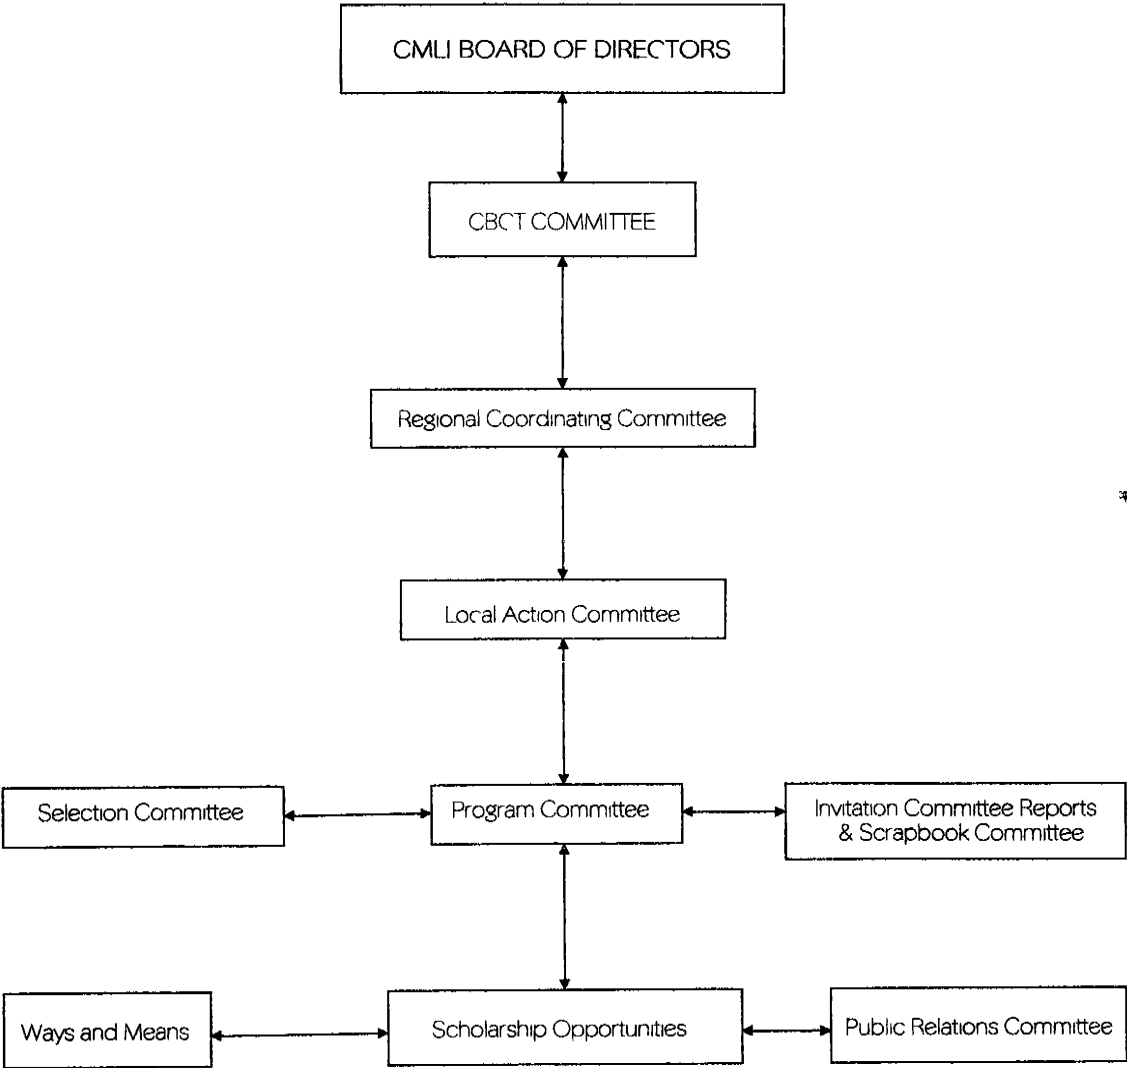 CMLI BOARD OF DIRECTORS
CBCT COMMITTEE
Regional Coordinating Committee
Local Action Committee
Selection Committee
Program Committee
Invitation Committee Reports
& Scrapbook Committee
Ways and Means
Scholarship Opportunities
Public Relations Committee